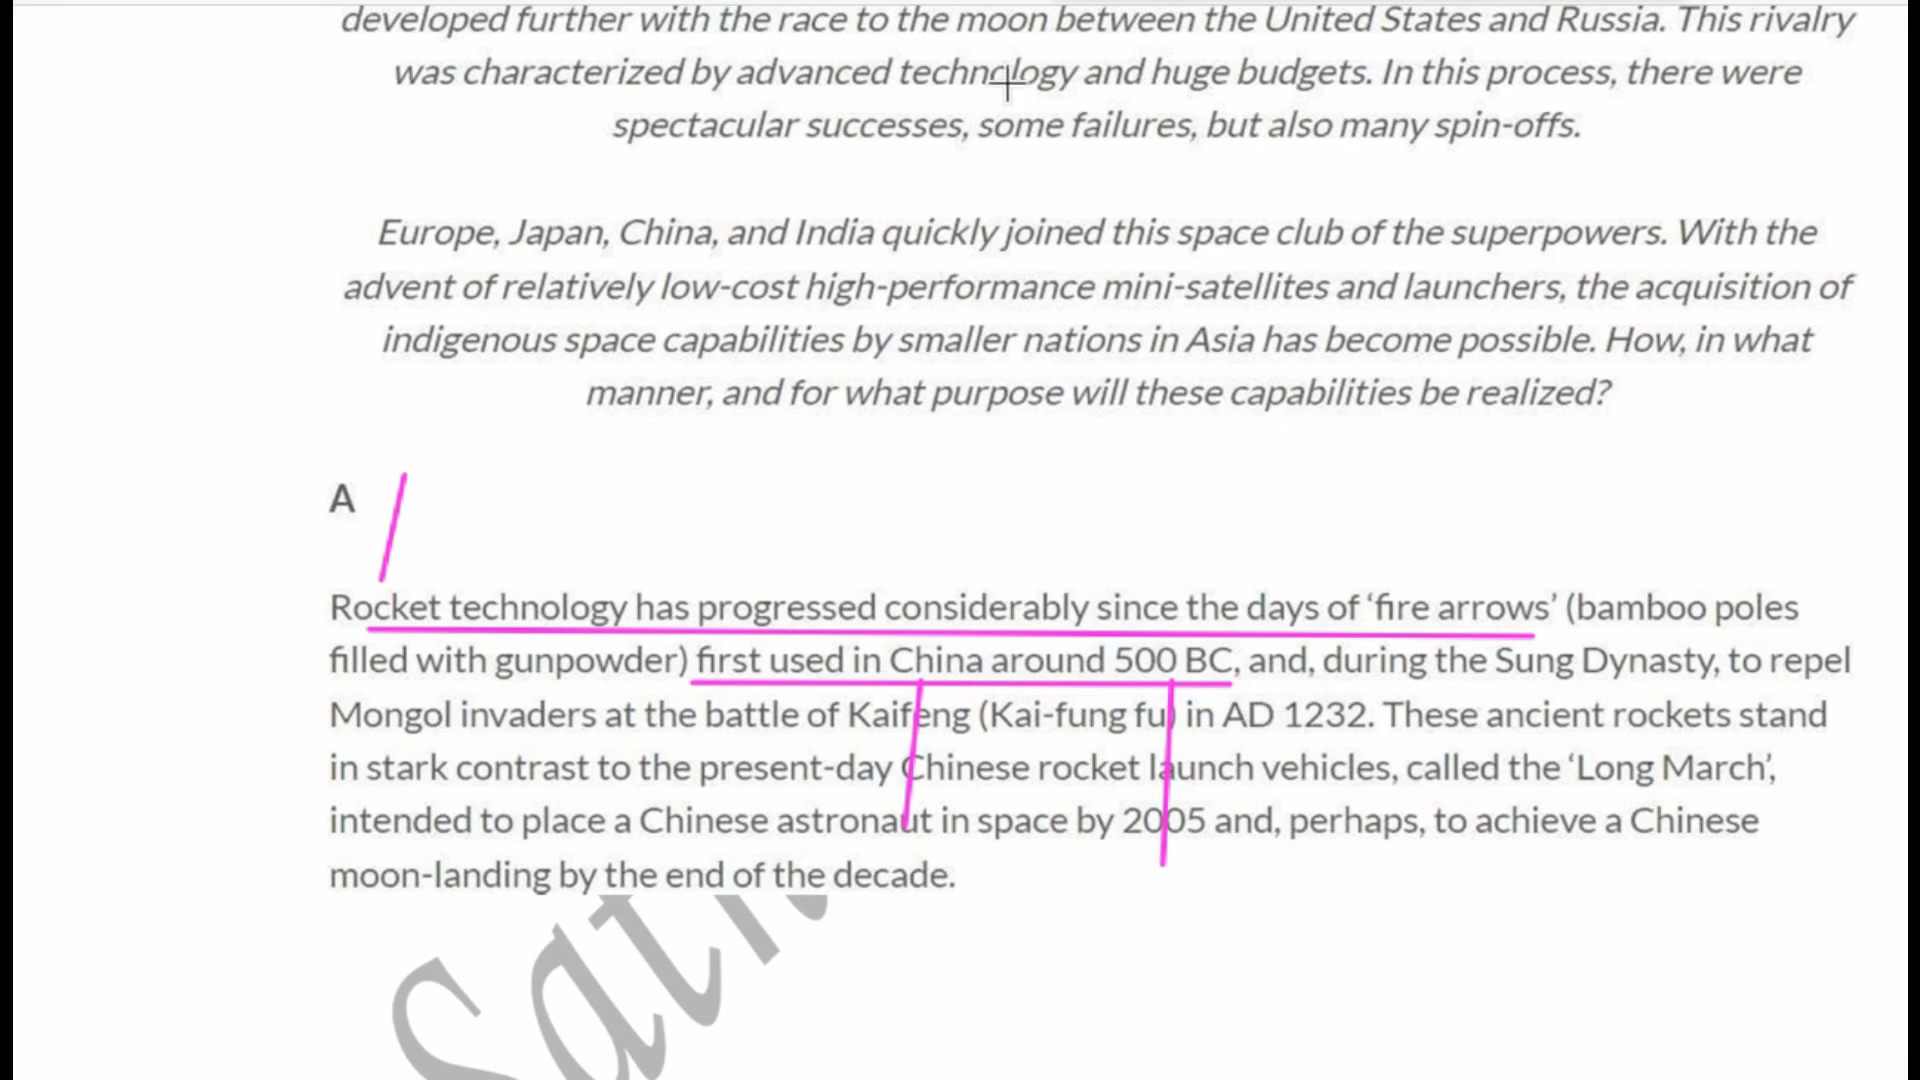 developed further with the race to the moon between the United States and Russia. This rivalry
was characterized by advanced technology and huge budgets. In this process, there were
spectacular successes, some failures, but also many spin-offs.
Europe, Japan, China, and India quickly joined this space club of the superpowers. With the
advent of relatively low-cost high-performance mini-satellites and launchers, the acquisition of
indigenous space capabilities by smaller nations in Asia has become possible. How, in what
manner, and for what purpose will these capabilities be realized?
A
Rocket technology has progressed considerably since the days of ‘fire arrows’ (bamboo poles
filled with gunpowder) first used in China around 500 BC, and, during the Sung Dynasty, to repel
Mongol invaders at the battle of Kaifeng (Kai-fung fu) in AD 1232. These ancient rockets stand
in stark contrast to the present-day Chinese rocket launch vehicles, called the ‘Long March’,
intended to place a Chinese astronaut in space by 2005 and, perhaps, to achieve a Chinese
moon-landing by the end of the decade.